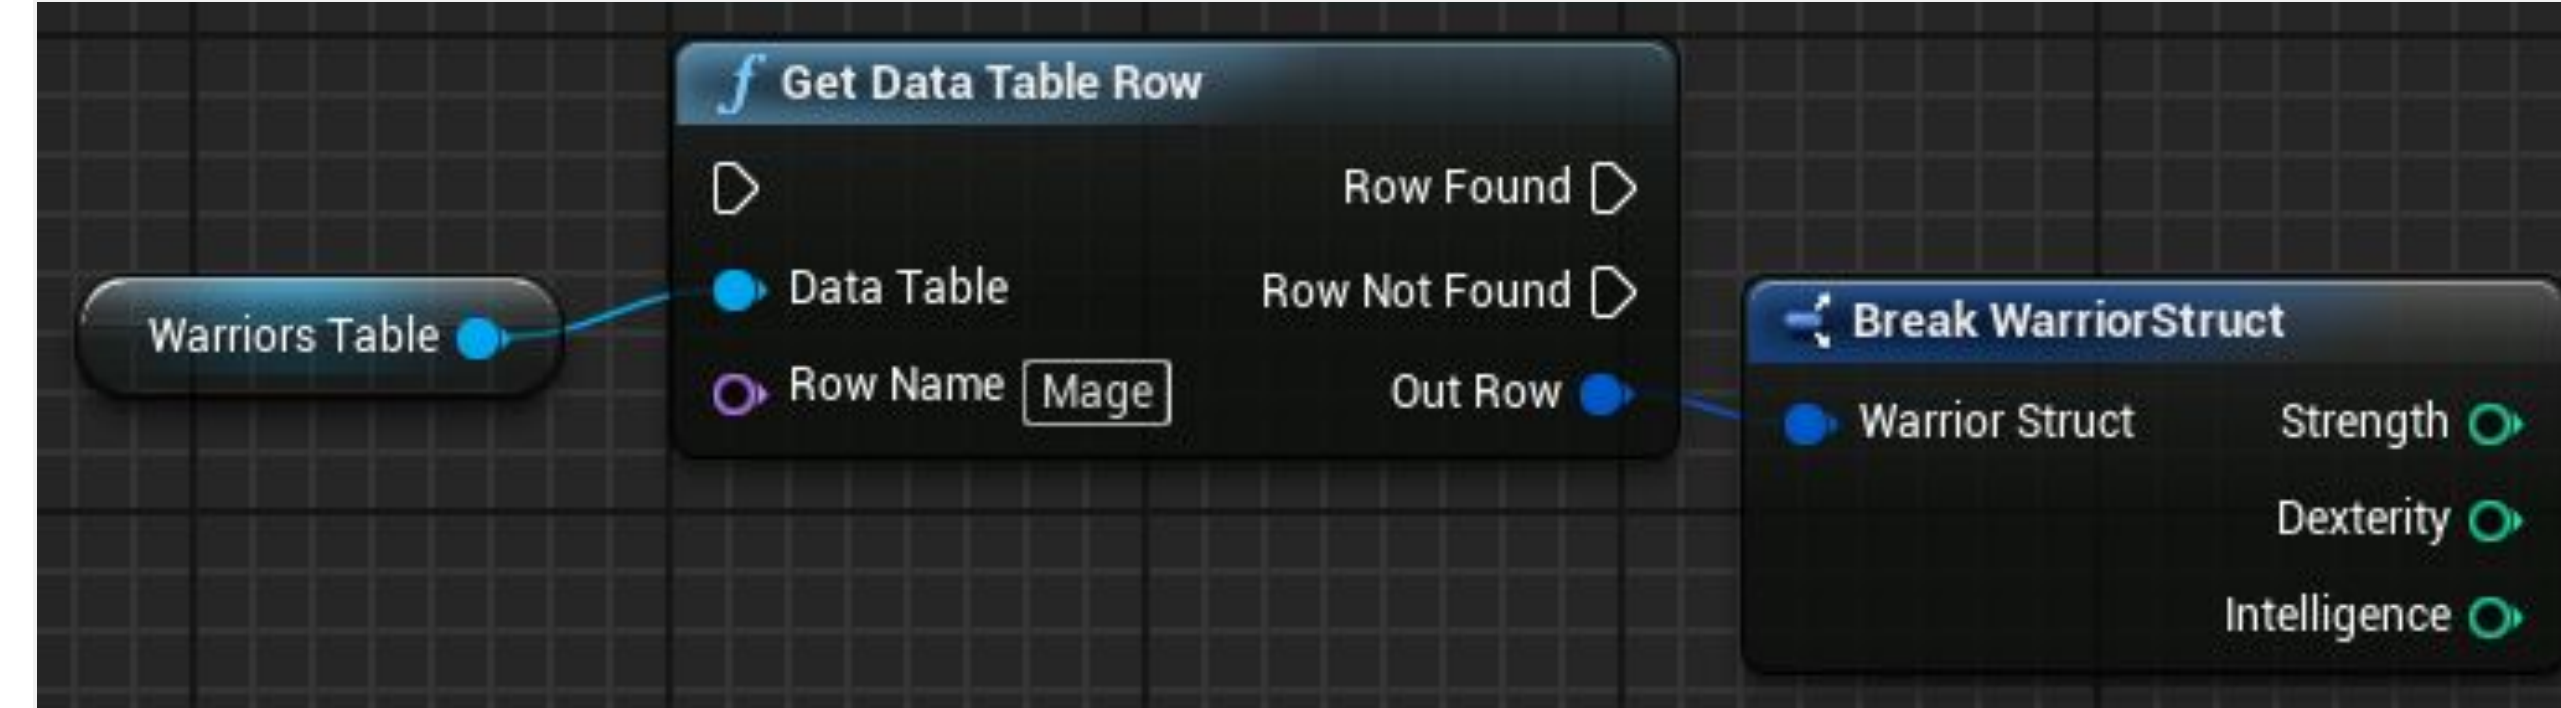 Get Data Table Row
Row Found
Warriors Table
Data Table
Row Not Found
Row Name Mage
Out Row
Break WarriorStruct
Warrior Struct
Strength
Dexterity
Intelligence